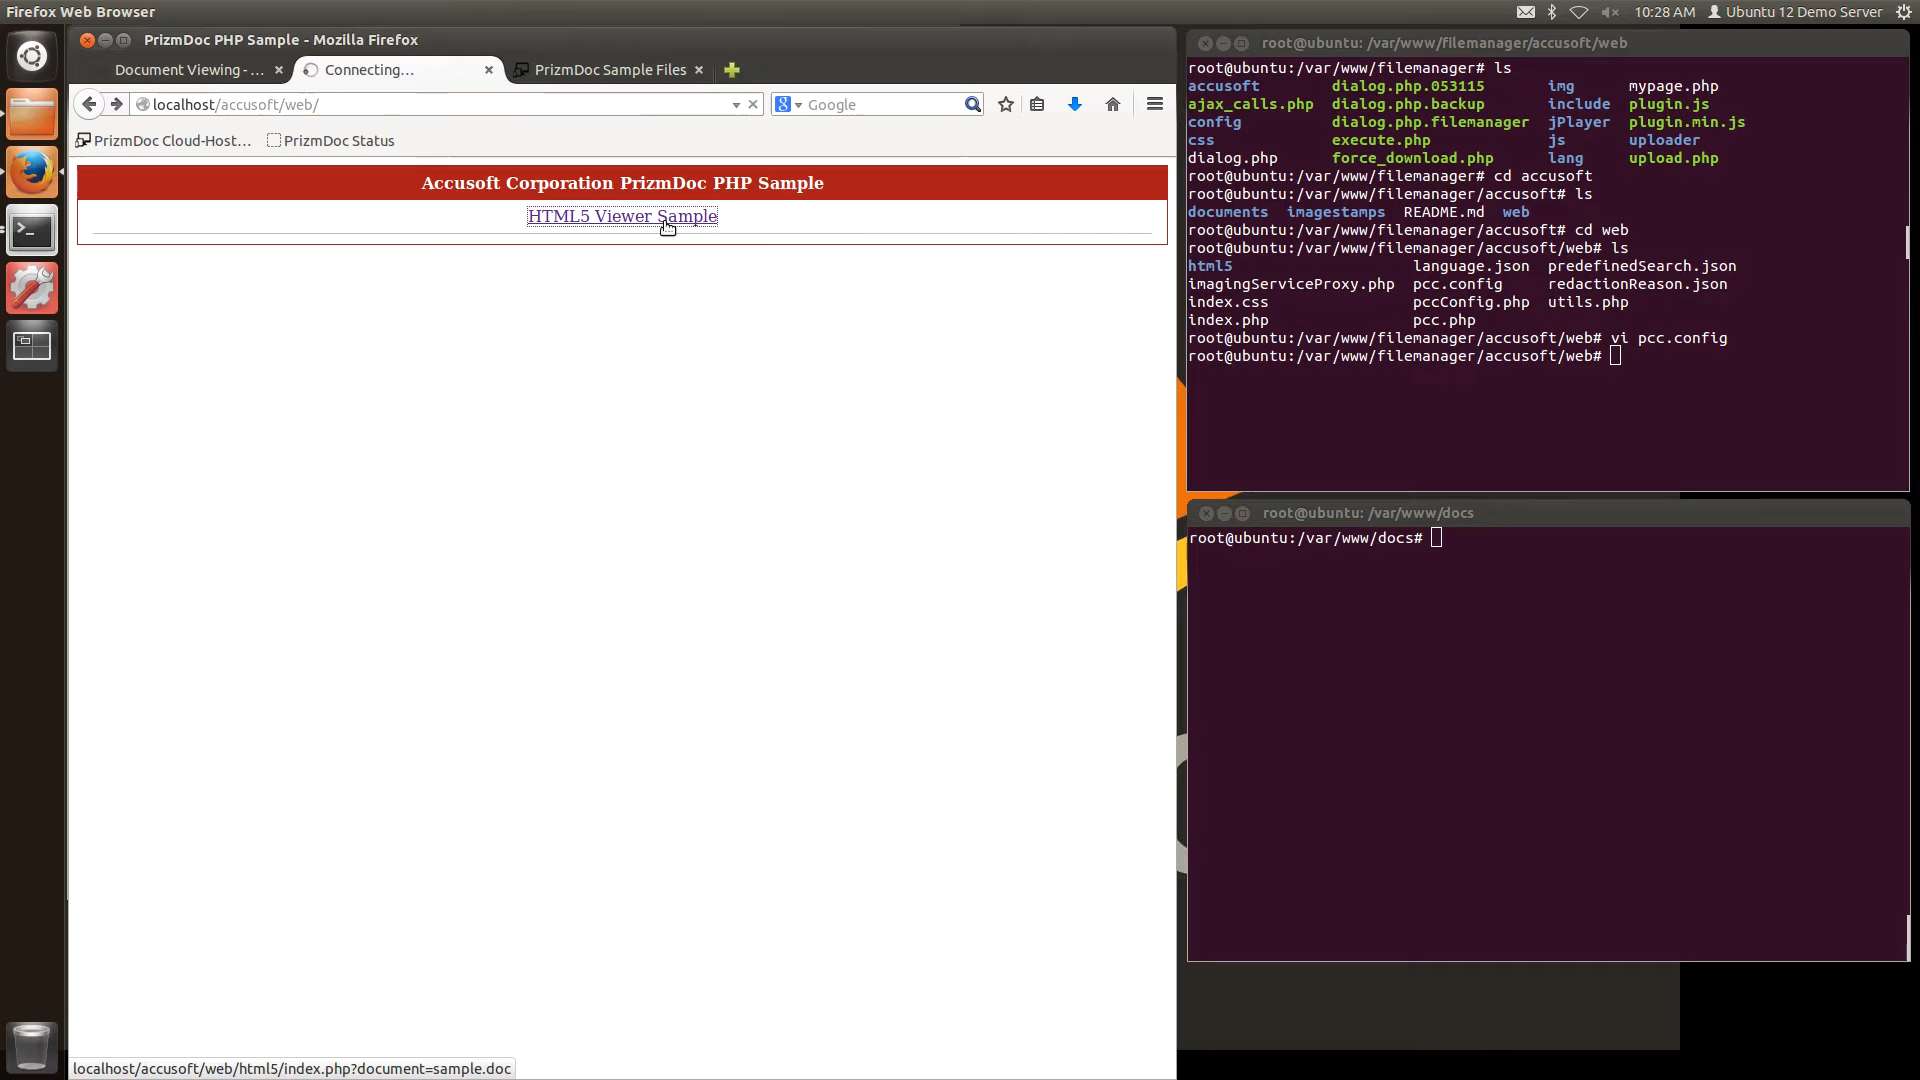 Firefox Web Browser
10:28 AM Ubuntu 12 Demo Server
PrizmDoc PHP Sample - Mozilla Firefox
Document Viewing - ... × Connecting... × PrizmDoc Sample Files ×
localhost/accusoft/web/
Google
PrizmDoc Cloud-Host... PrizmDoc Status
Accusoft Corporation PrizmDoc PHP Sample
HTML5 Viewer Sample
localhost/accusoft/web/html5/index.php?document=sample.doc
root@ubuntu: /var/www/filemanager/accusoft/web
root@ubuntu:/var/www/filemanager# ls
accusoft dialog.php.053115 img mypage.php
ajax_calls.php dialog.php.backup include plugin.js
config dialog.php.filemanager jPlayer plugin.min.js
css execute.php js uploader
dialog.php force_download.php lang upload.php
root@ubuntu:/var/www/filemanager# cd accusoft
root@ubuntu:/var/www/filemanager/accusoft# ls
documents imagestamps README.md web
root@ubuntu:/var/www/filemanager/accusoft# cd web
root@ubuntu:/var/www/filemanager/accusoft/web# ls
html5 language.json predefinedSearch.json
imagingServiceProxy.php pcc.config redactionReason.json
index.css pccConfig.php utils.php
index.php pcc.php
root@ubuntu:/var/www/filemanager/accusoft/web# vi pcc.config
root@ubuntu:/var/www/filemanager/accusoft/web#
root@ubuntu: /var/www/docs
root@ubuntu:/var/www/docs#